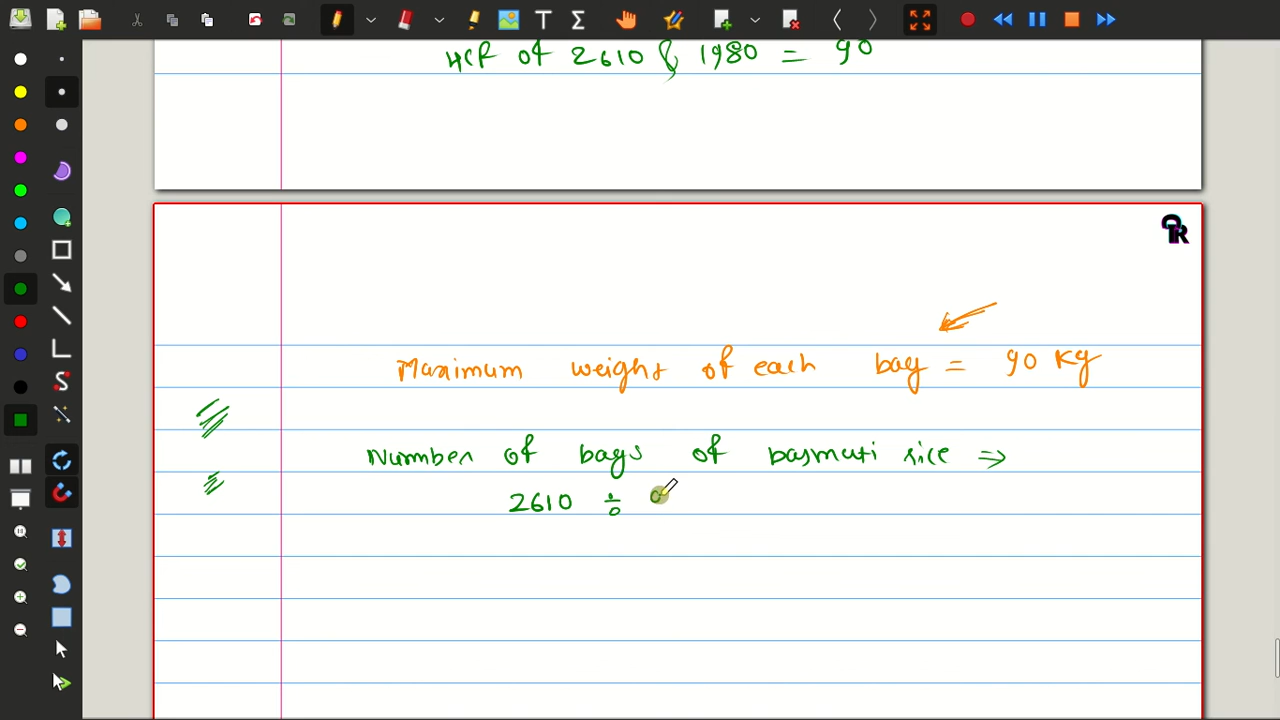 HCF of 2610 & 1980 = 90
Maximum weight of each bag = 90 Kg
Number of bags of basmati rice ⇒
2610 ÷